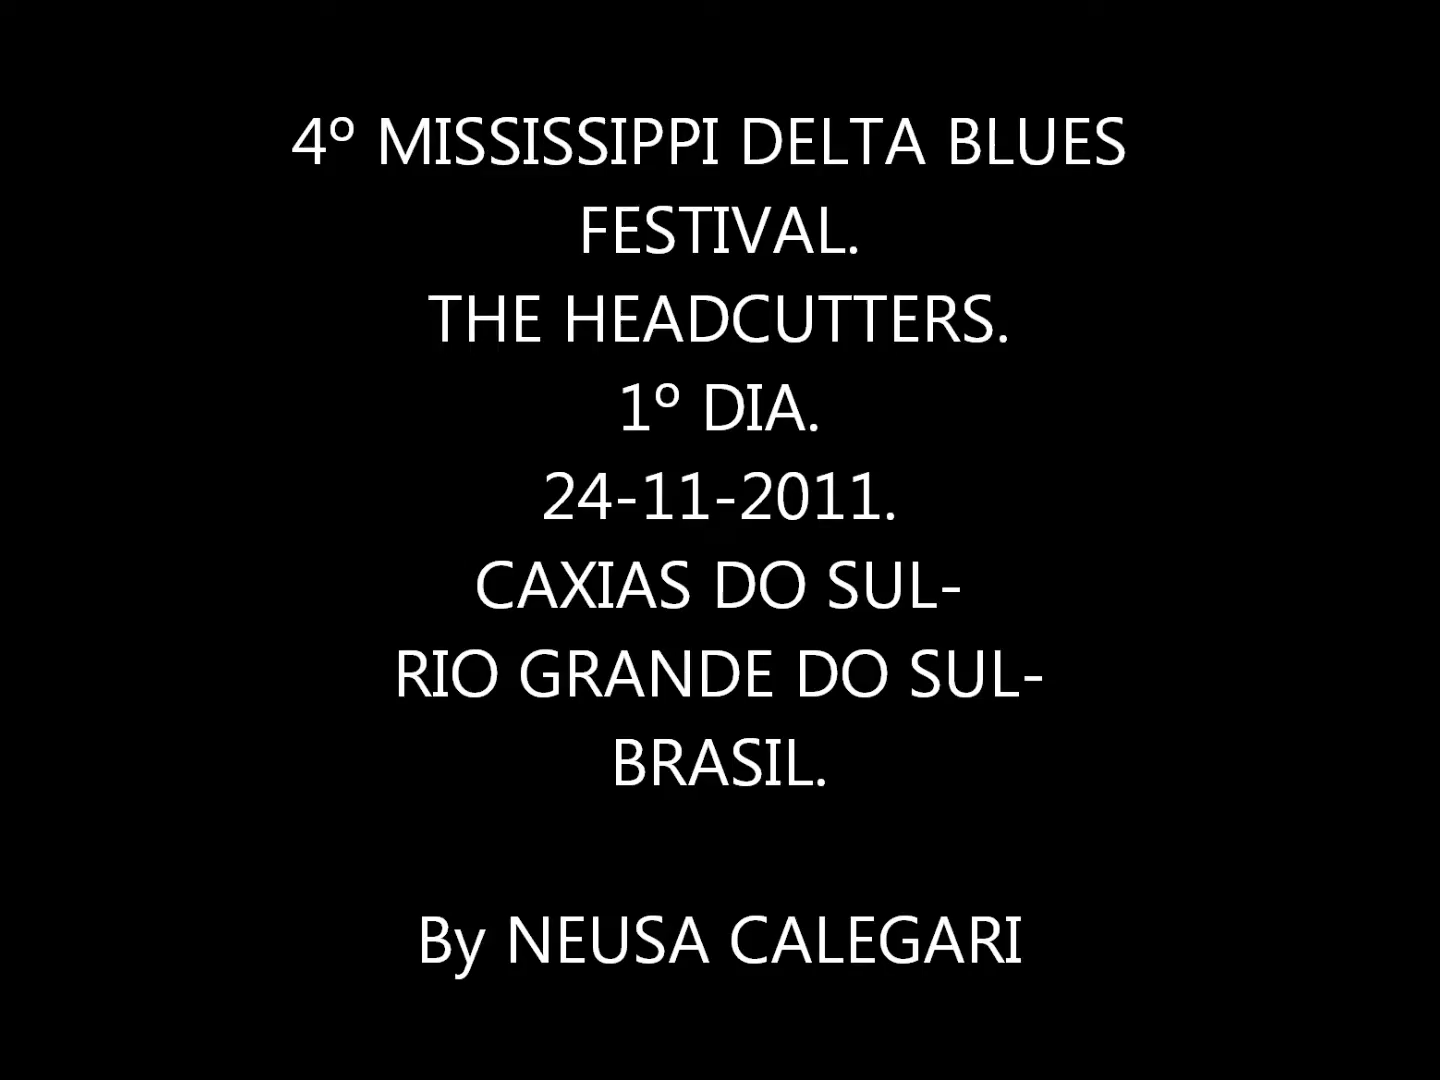 4º MISSISSIPPI DELTA BLUES
FESTIVAL.
THE HEADCUTTERS.
1º DIA.
24-11-2011.
CAXIAS DO SUL-
RIO GRANDE DO SUL-
BRASIL.
By NEUSA CALEGARI